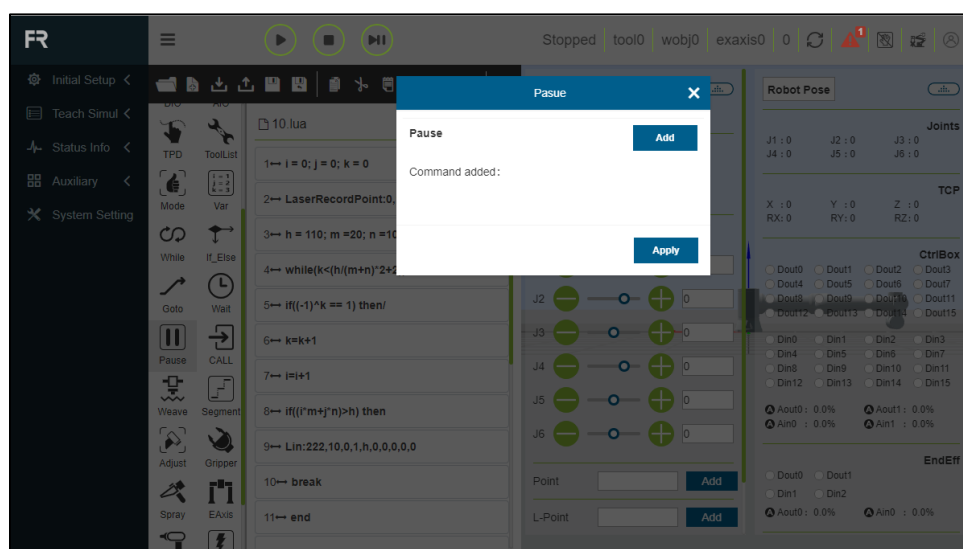 FR
Stopped tool0 wobj0 exaxis0 0 1
Initial Setup
Teach Simul
Status Info
Auxiliary
System Setting
DIO AIO
TPD ToolList
Mode Var
While If_Else
Goto Wait
Pause CALL
Weave Segment
Adjust Gripper
Spray EAxis
10.lua
1 i = 0; j = 0; k = 0
2 LaserRecordPoint:0,
3 h = 110; m =20; n =10
4 while(k<(h/(m+n)*2+2
5 if((-1)^k == 1) then/
6 k=k+1
7 i=i+1
8 if((i*m+j*n)>h) then
9 Lin:222,10,0,1,h,0,0,0,0,0
10 break
11 end
Pasue
Pause
Add
Command added:
Apply
J2 0
J3 0
J4 0
J5 0
J6 0
Point Add
L-Point Add
Robot Pose
Joints
J1 : 0 J2 : 0 J3 : 0
J4 : 0 J5 : 0 J6 : 0
TCP
X : 0 Y : 0 Z : 0
RX: 0 RY: 0 RZ: 0
CtrlBox
Dout0 Dout1 Dout2 Dout3
Dout4 Dout5 Dout6 Dout7
Dout8 Dout9 Dout10 Dout11
Dout12 Dout13 Dout14 Dout15
Din0 Din1 Din2 Din3
Din4 Din5 Din6 Din7
Din8 Din9 Din10 Din11
Din12 Din13 Din14 Din15
Aout0 : 0.0% Aout1 : 0.0%
Ain0 : 0.0% Ain1 : 0.0%
EndEff
Dout0 Dout1
Din1 Din2
Aout0 : 0.0% Ain0 : 0.0%